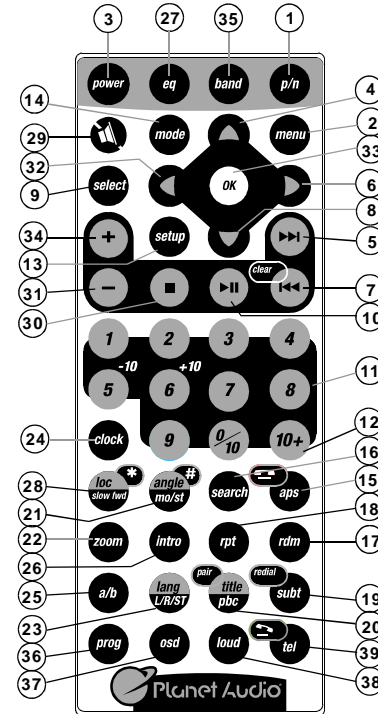 3 27 35 1
power eq band p/n
14 mode menu 4
29 2
32 33
9 select OK 6
8
34 + setup 5
13
31 - clear 7
30 10
1 2 3 4
-10 +10
5 6 7 8
11
24 clock 9 0/10 10+ 12
16
28 loc * angle # search aps 15
slow fwd mo/st
21 18
22 zoom intro rpt rdm 17
26
pair redial
25 a/b lang title subt 19
L/R/ST pbc
23 20
36 prog osd loud tel 39
37 38
Planet Audio